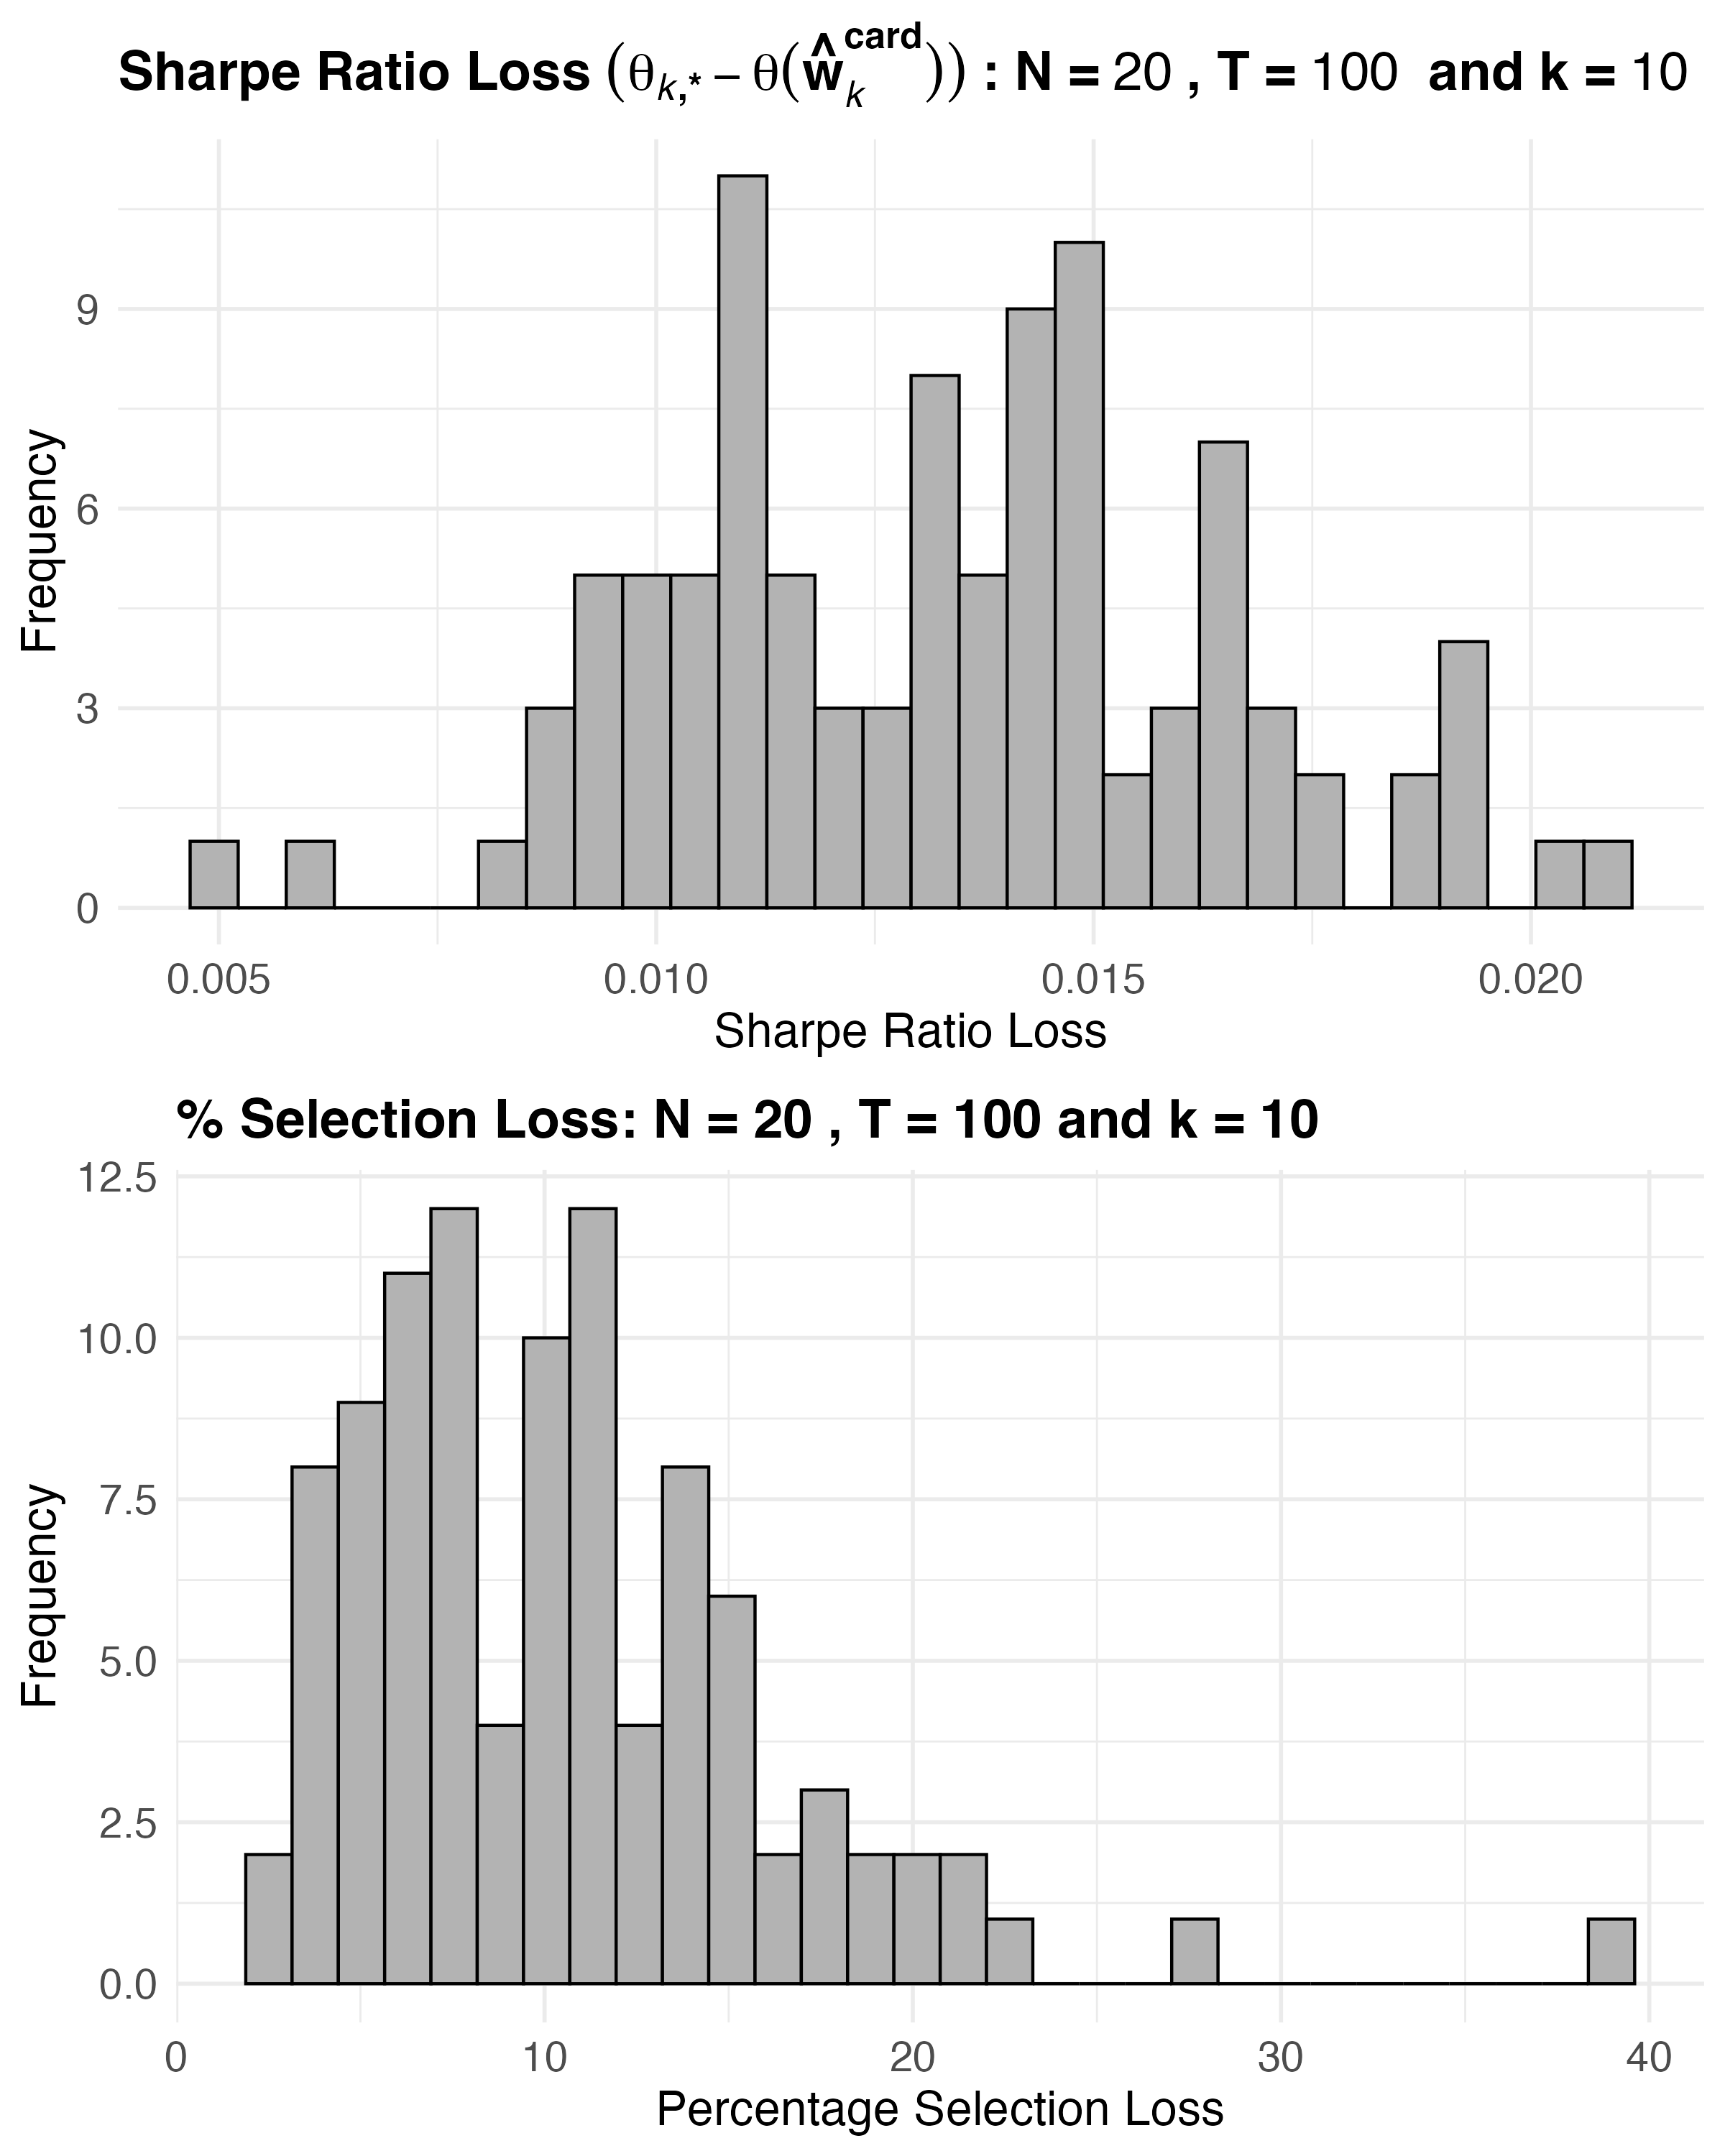 Sharpe Ratio Loss (θk,* − θ(ŵk^card)) : N = 20 , T = 100 and k = 10
Frequency
9
6
3
0
0.005 0.010 0.015 0.020
Sharpe Ratio Loss
% Selection Loss: N = 20 , T = 100 and k = 10
Frequency
12.5
10.0
7.5
5.0
2.5
0.0
0 10 20 30 40
Percentage Selection Loss